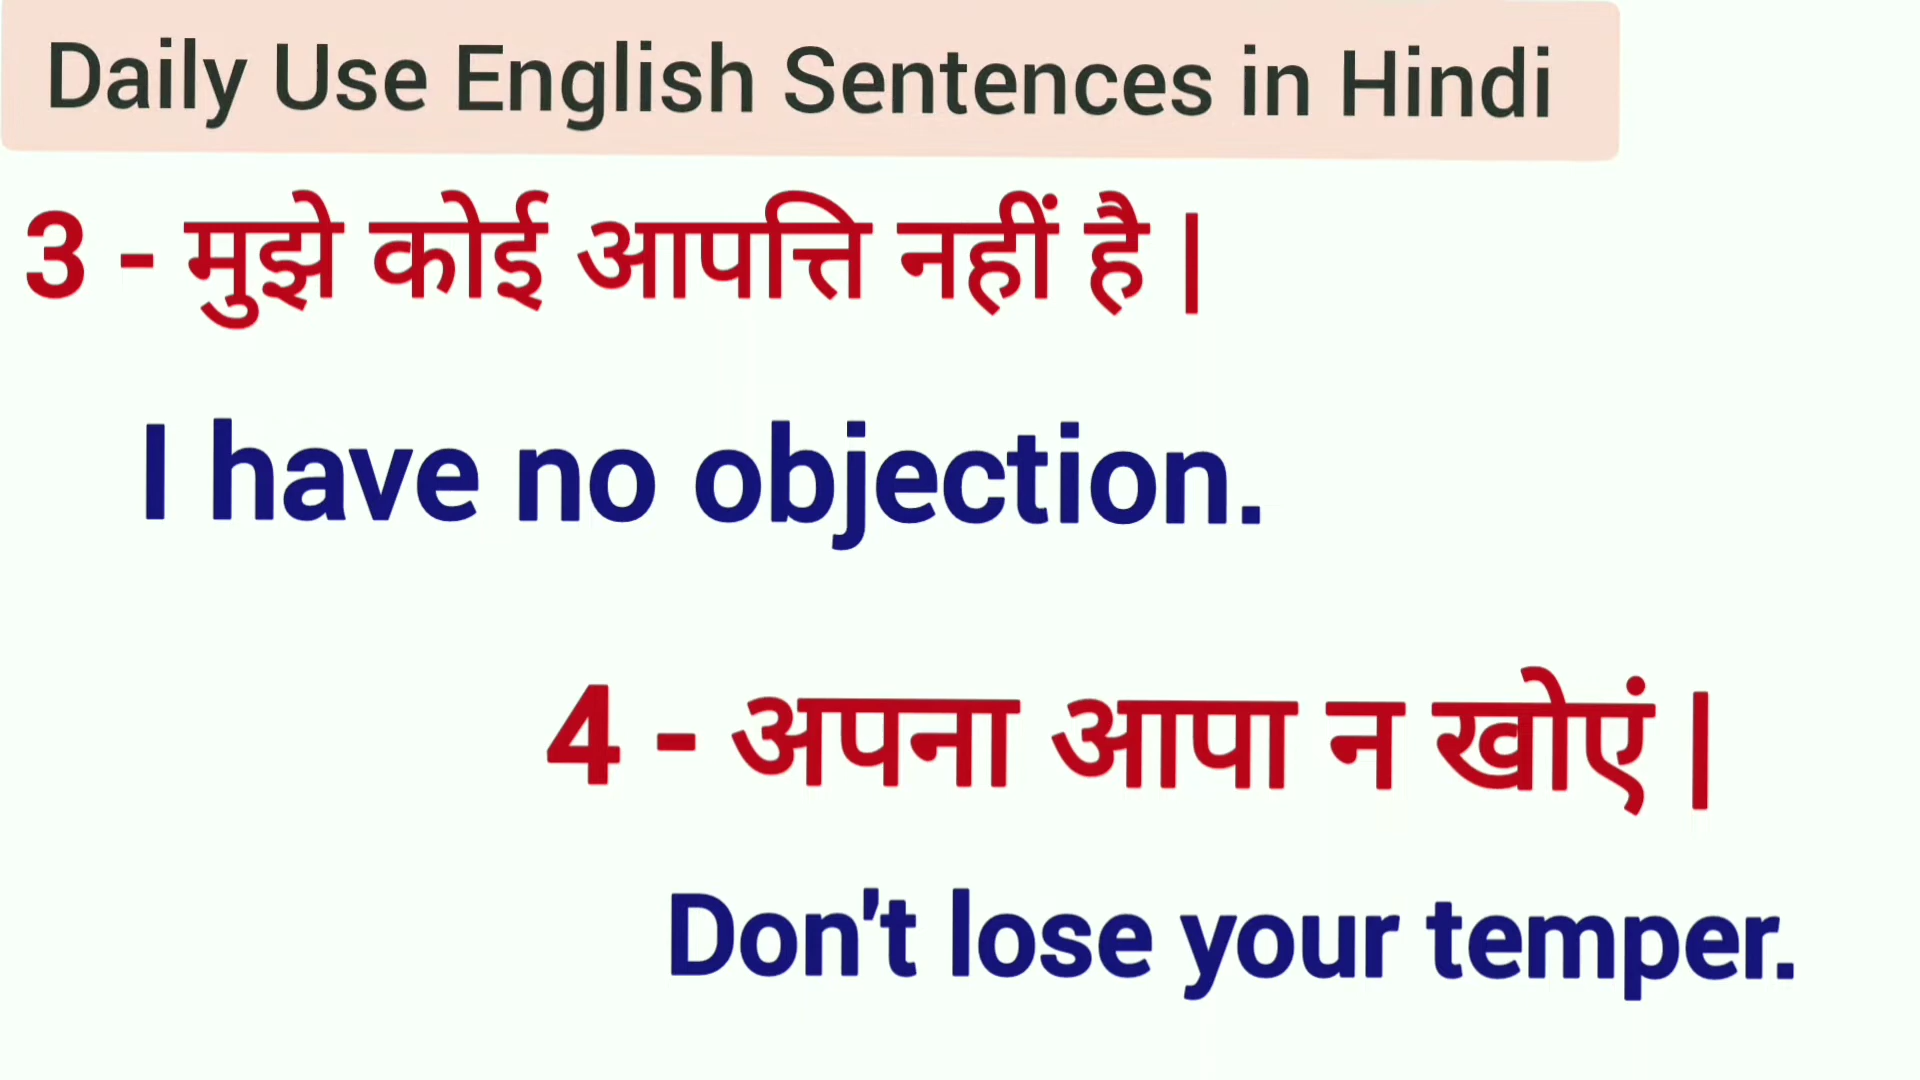 Daily Use English Sentences in Hindi
3 - मुझे कोई आपत्ति नहीं है |
I have no objection.
4 - अपना आपा न खोएं |
Don't lose your temper.